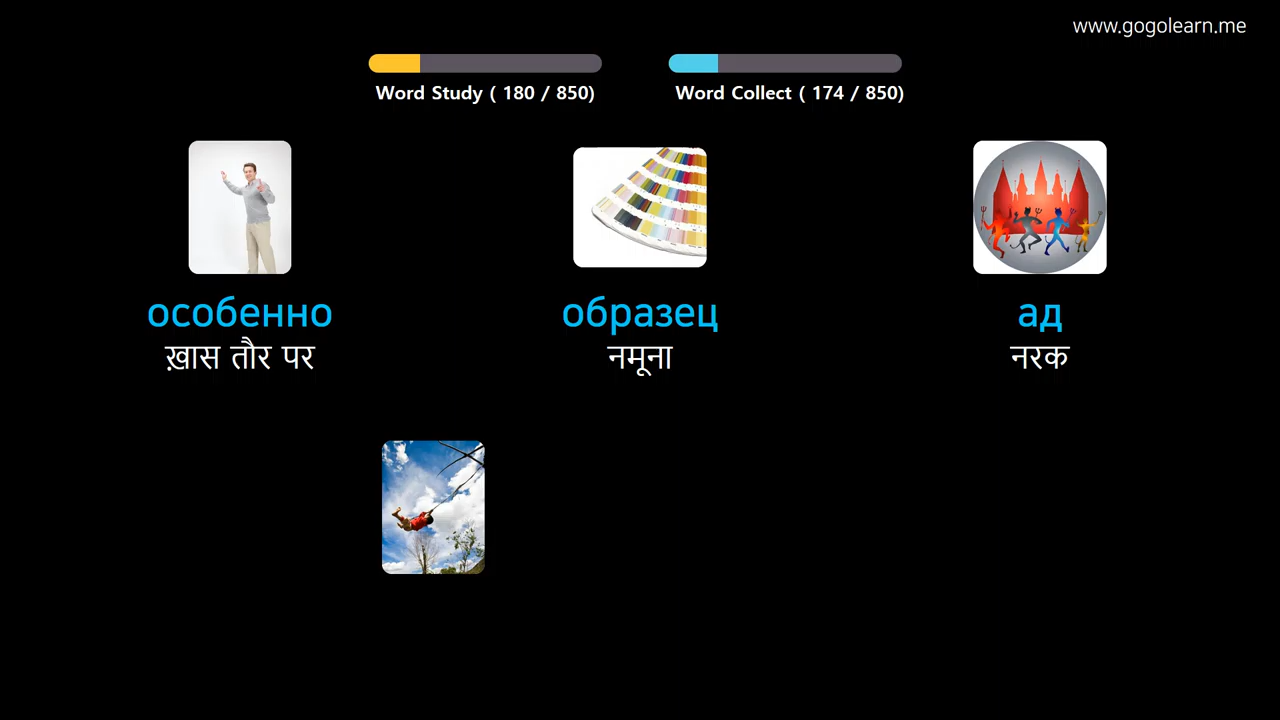 www.gogolearn.me
Word Study ( 180 / 850)
Word Collect ( 174 / 850)
особенно
образец
ад
ख़ास तौर पर
नमूना
नरक